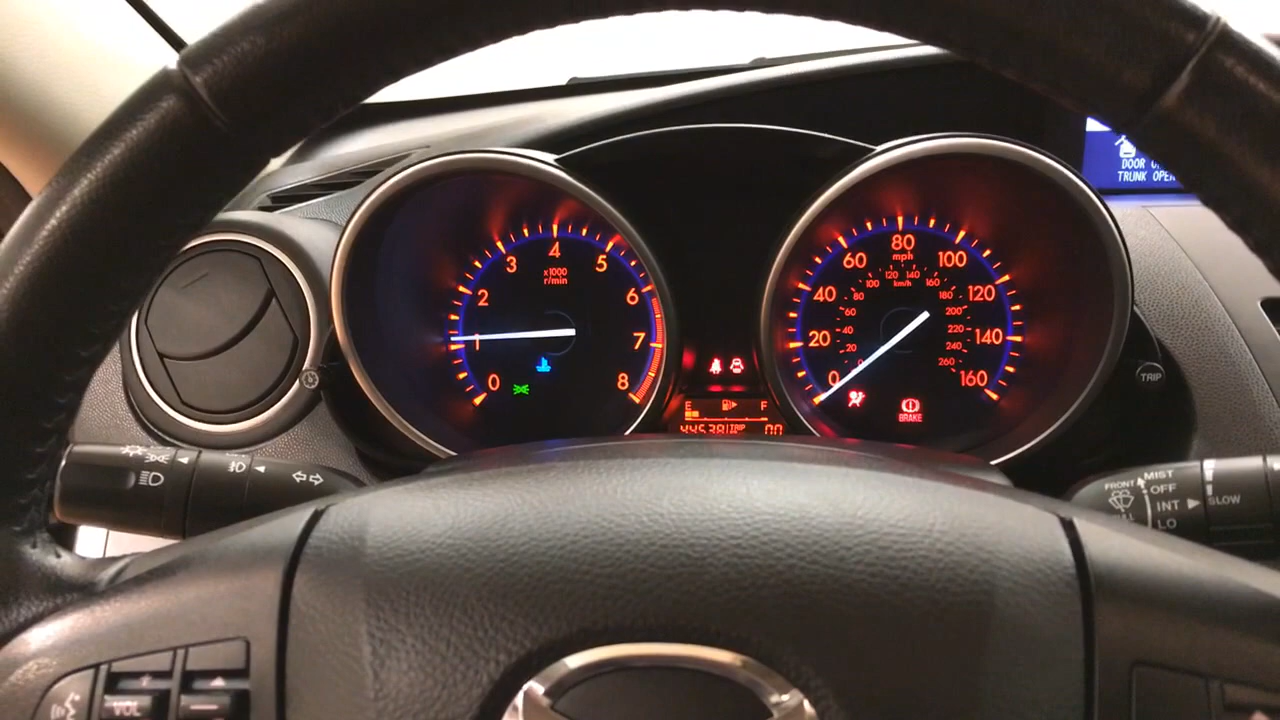 DOOR
TRUNK OPEN
0
1
2
3
4
5
6
7
8
x1000
r/min
0
20
40
60
80
100
120
140
160
mph
20
40
60
80
100
120
140
160
180
200
220
240
260
km/h
E
F
TRIP
BRAKE
TRIP
FRONT
MIST
OFF
INT
LO
SLOW
VOL